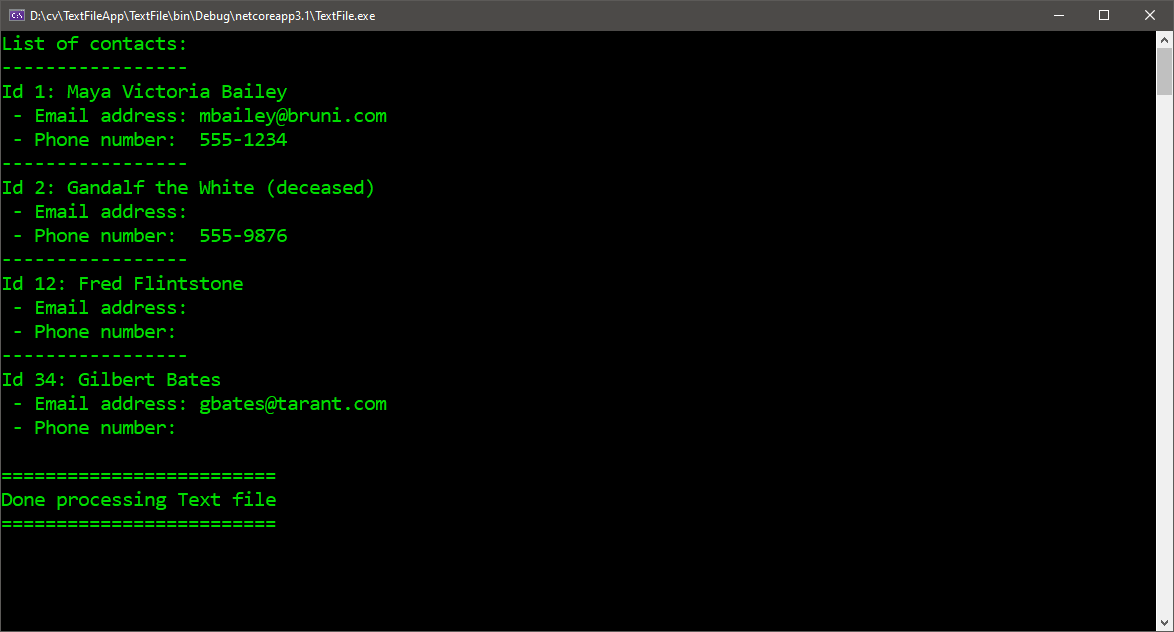 D:\cv\TextFileApp\TextFile\bin\Debug\netcoreapp3.1\TextFile.exe
List of contacts:
-----------------
Id 1: Maya Victoria Bailey
 - Email address: mbailey@bruni.com
 - Phone number:  555-1234
-----------------
Id 2: Gandalf the White (deceased)
 - Email address:
 - Phone number:  555-9876
-----------------
Id 12: Fred Flintstone
 - Email address:
 - Phone number:
-----------------
Id 34: Gilbert Bates
 - Email address: gbates@tarant.com
 - Phone number:

=========================
Done processing Text file
=========================